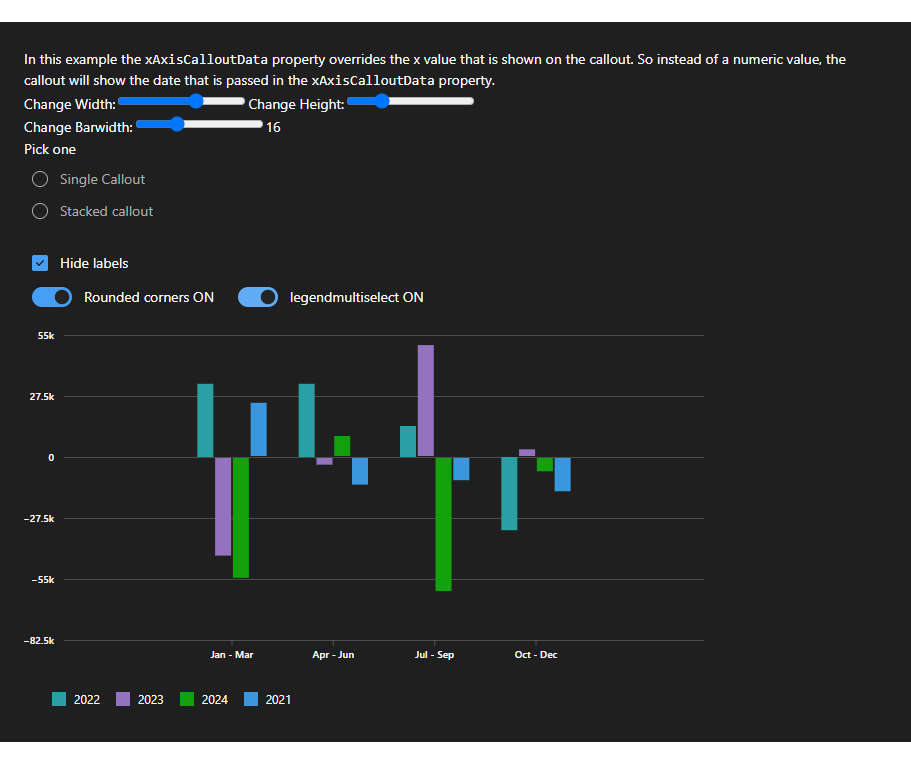 In this example the xAxisCalloutData property overrides the x value that is shown on the callout. So instead of a numeric value, the
callout will show the date that is passed in the xAxisCalloutData property.
Change Width: Change Height:
Change Barwidth: 16
Pick one
Single Callout
Stacked callout
Hide labels
Rounded corners ON legendmultiselect ON
55k
27.5k
0
−27.5k
−55k
−82.5k
Jan - Mar Apr - Jun Jul - Sep Oct - Dec
2022 2023 2024 2021